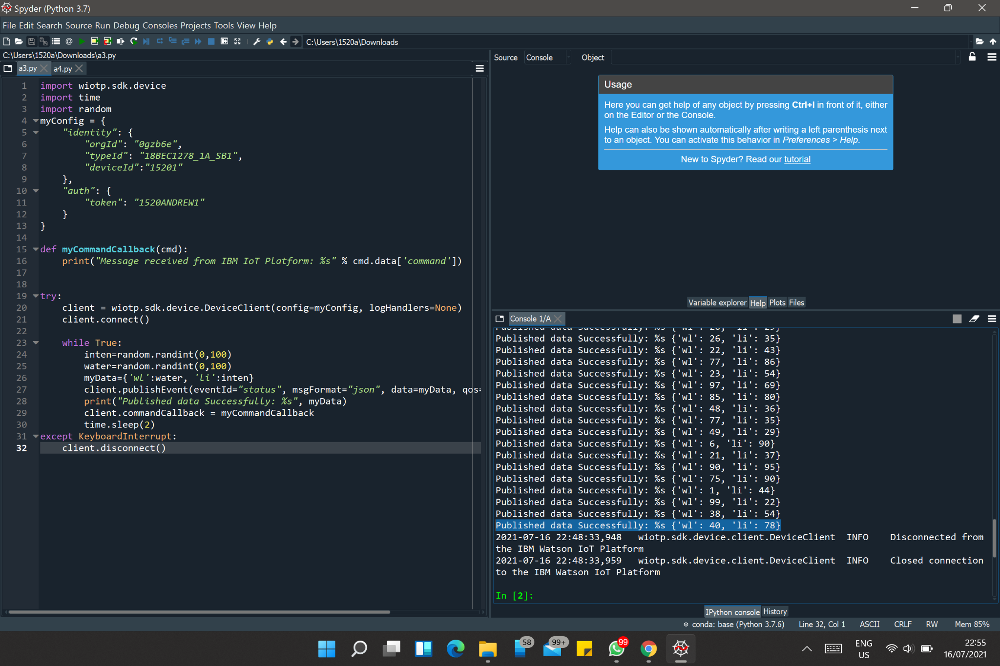 Spyder (Python 3.7)
File Edit Search Source Run Debug Consoles Projects Tools View Help
C:\Users\1520a\Downloads
C:\Users\1520a\Downloads\a3.py
a3.py
a4.py
1 import wiotp.sdk.device
2 import time
3 import random
4 myConfig = {
5 "identity": {
6 "orgId": "0gzb6e",
7 "typeId": "18BEC1278_1A_SB1",
8 "deviceId":"15201"
9 },
10 "auth": {
11 "token": "1520ANDREW1"
12 }
13 }
14
15 def myCommandCallback(cmd):
16 print("Message received from IBM IoT Platform: %s" % cmd.data['command'])
17
18
19 try:
20 client = wiotp.sdk.device.DeviceClient(config=myConfig, logHandlers=None)
21 client.connect()
22
23 while True:
24 inten=random.randint(0,100)
25 water=random.randint(0,100)
26 myData={'wl':water, 'li':inten}
27 client.publishEvent(eventId="status", msgFormat="json", data=myData, qos=
28 print("Published data Successfully: %s", myData)
29 client.commandCallback = myCommandCallback
30 time.sleep(2)
31 except KeyboardInterrupt:
32 client.disconnect()
Source Console Object
Usage
Here you can get help of any object by pressing Ctrl+I in front of it, either
on the Editor or the Console.
Help can also be shown automatically after writing a left parenthesis next
to an object. You can activate this behavior in Preferences > Help.
New to Spyder? Read our tutorial
Variable explorer Help Plots Files
Console 1/A
Published data Successfully: %s {'wl': 26, 'li': 35}
Published data Successfully: %s {'wl': 22, 'li': 43}
Published data Successfully: %s {'wl': 77, 'li': 86}
Published data Successfully: %s {'wl': 23, 'li': 54}
Published data Successfully: %s {'wl': 97, 'li': 69}
Published data Successfully: %s {'wl': 85, 'li': 80}
Published data Successfully: %s {'wl': 48, 'li': 36}
Published data Successfully: %s {'wl': 77, 'li': 35}
Published data Successfully: %s {'wl': 49, 'li': 29}
Published data Successfully: %s {'wl': 6, 'li': 90}
Published data Successfully: %s {'wl': 21, 'li': 37}
Published data Successfully: %s {'wl': 90, 'li': 95}
Published data Successfully: %s {'wl': 75, 'li': 90}
Published data Successfully: %s {'wl': 1, 'li': 44}
Published data Successfully: %s {'wl': 99, 'li': 22}
Published data Successfully: %s {'wl': 38, 'li': 54}
Published data Successfully: %s {'wl': 40, 'li': 78}
2021-07-16 22:48:33,948 wiotp.sdk.device.client.DeviceClient INFO Disconnected from
the IBM Watson IoT Platform
2021-07-16 22:48:33,959 wiotp.sdk.device.client.DeviceClient INFO Closed connection
to the IBM Watson IoT Platform
In [2]:
IPython console History
conda: base (Python 3.7.6) Line 32, Col 1 ASCII CRLF RW Mem 85%
58
99+
99
ENG
US
22:55
16/07/2021